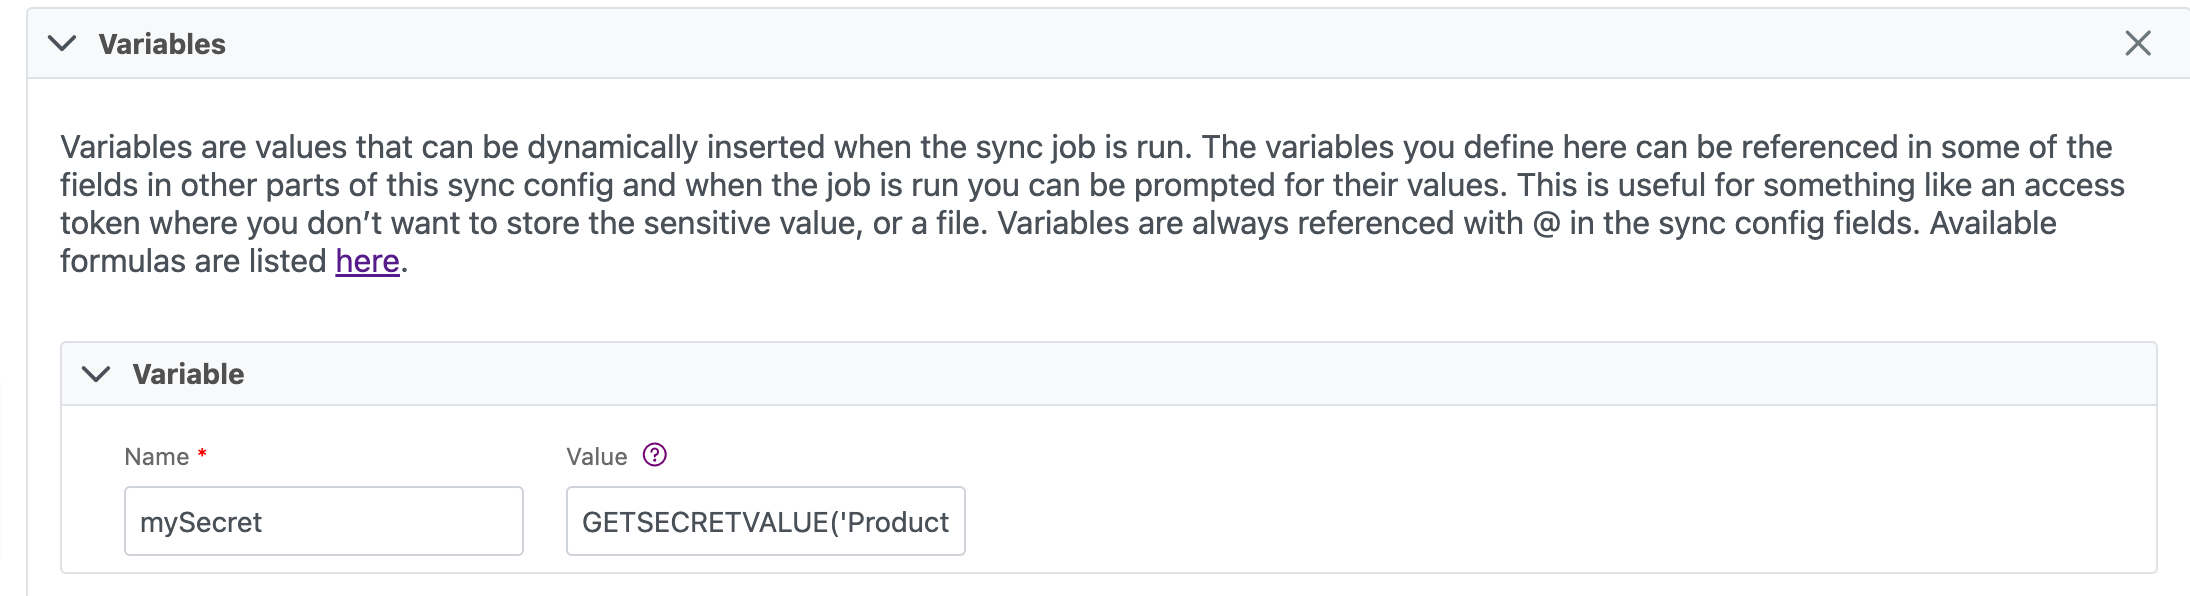 Variables
Variables are values that can be dynamically inserted when the sync job is run. The variables you define here can be referenced in some of the
fields in other parts of this sync config and when the job is run you can be prompted for their values. This is useful for something like an access
token where you don’t want to store the sensitive value, or a file. Variables are always referenced with @ in the sync config fields. Available
formulas are listed here.
Variable
Name * Value ?
mySecret GETSECRETVALUE('Product